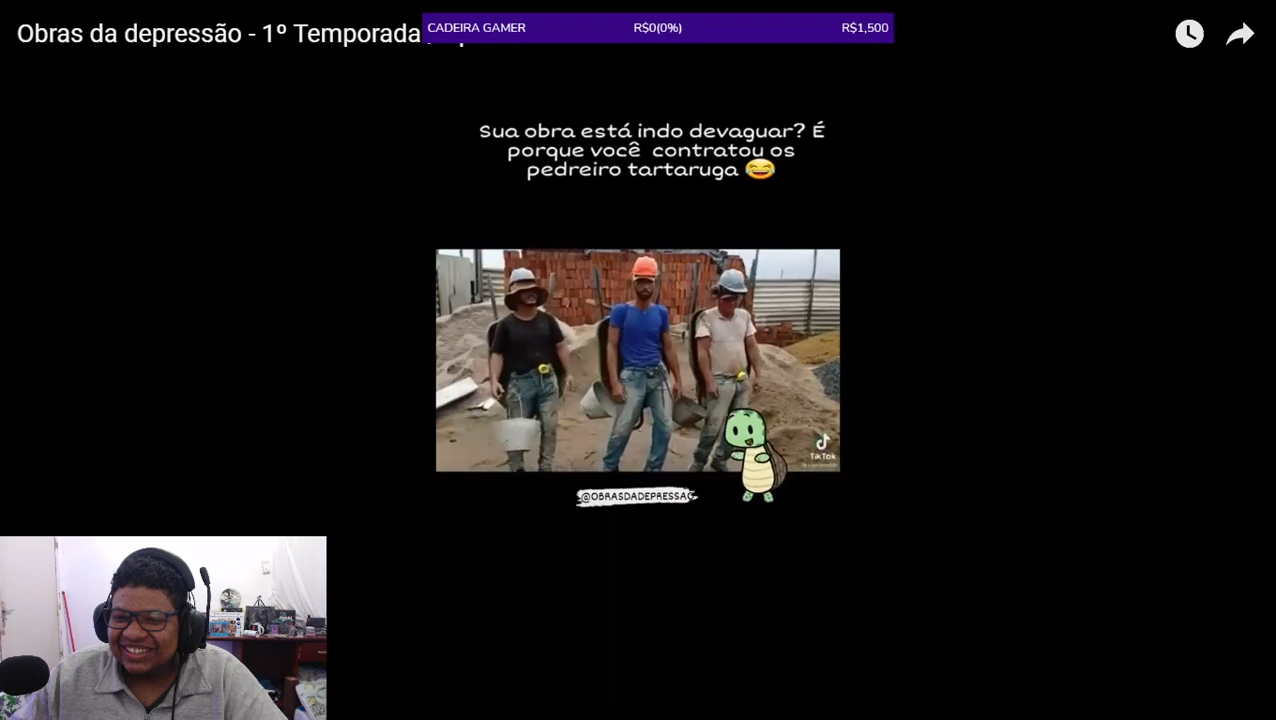 Obras da depressão - 1º Temporada
CADEIRA GAMER R$0(0%) R$1,500
Sua obra está indo devaguar? É
porque você contratou os
pedreiro tartaruga 😂
TikTok
@OBRASDADEPRESSAO